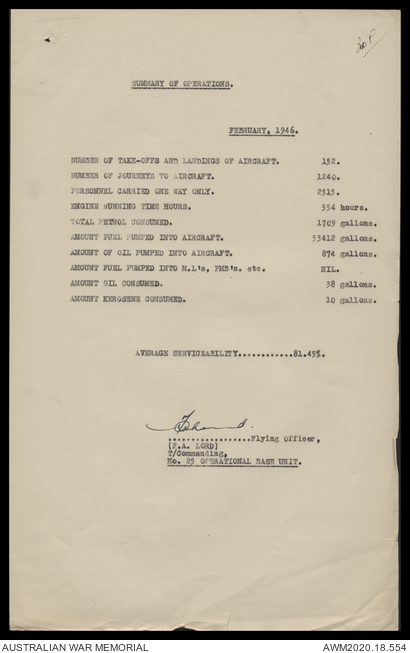 SUMMARY OF OPERATIONS.
FEBRUARY, 1946.
NUMBER OF TAKE-OFFS AND LANDINGS OF AIRCRAFT. 152.
NUMBER OF JOURNEYS TO AIRCRAFT. 1240.
PERSONNEL CARRIED ONE WAY ONLY. 2515.
ENGINE RUNNING TIME HOURS. 554 hours.
TOTAL PETROL CONSUMED. 1709 gallons.
AMOUNT FUEL PUMPED INTO AIRCRAFT. 53412 gallons.
AMOUNT OF OIL PUMPED INTO AIRCRAFT. 874 gallons.
AMOUNT FUEL PUMPED INTO M.L's, PMB's. etc. NIL.
AMOUNT OIL CONSUMED. 38 gallons.
AMOUNT KEROSENE CONSUMED. 10 gallons.
AVERAGE SERVICEABILITY............81.45%.
..................Flying Officer,
(F.A. LORD)
T/Commanding,
No. 25 OPERATIONAL BASE UNIT.
AUSTRALIAN WAR MEMORIAL AWM2020.18.554